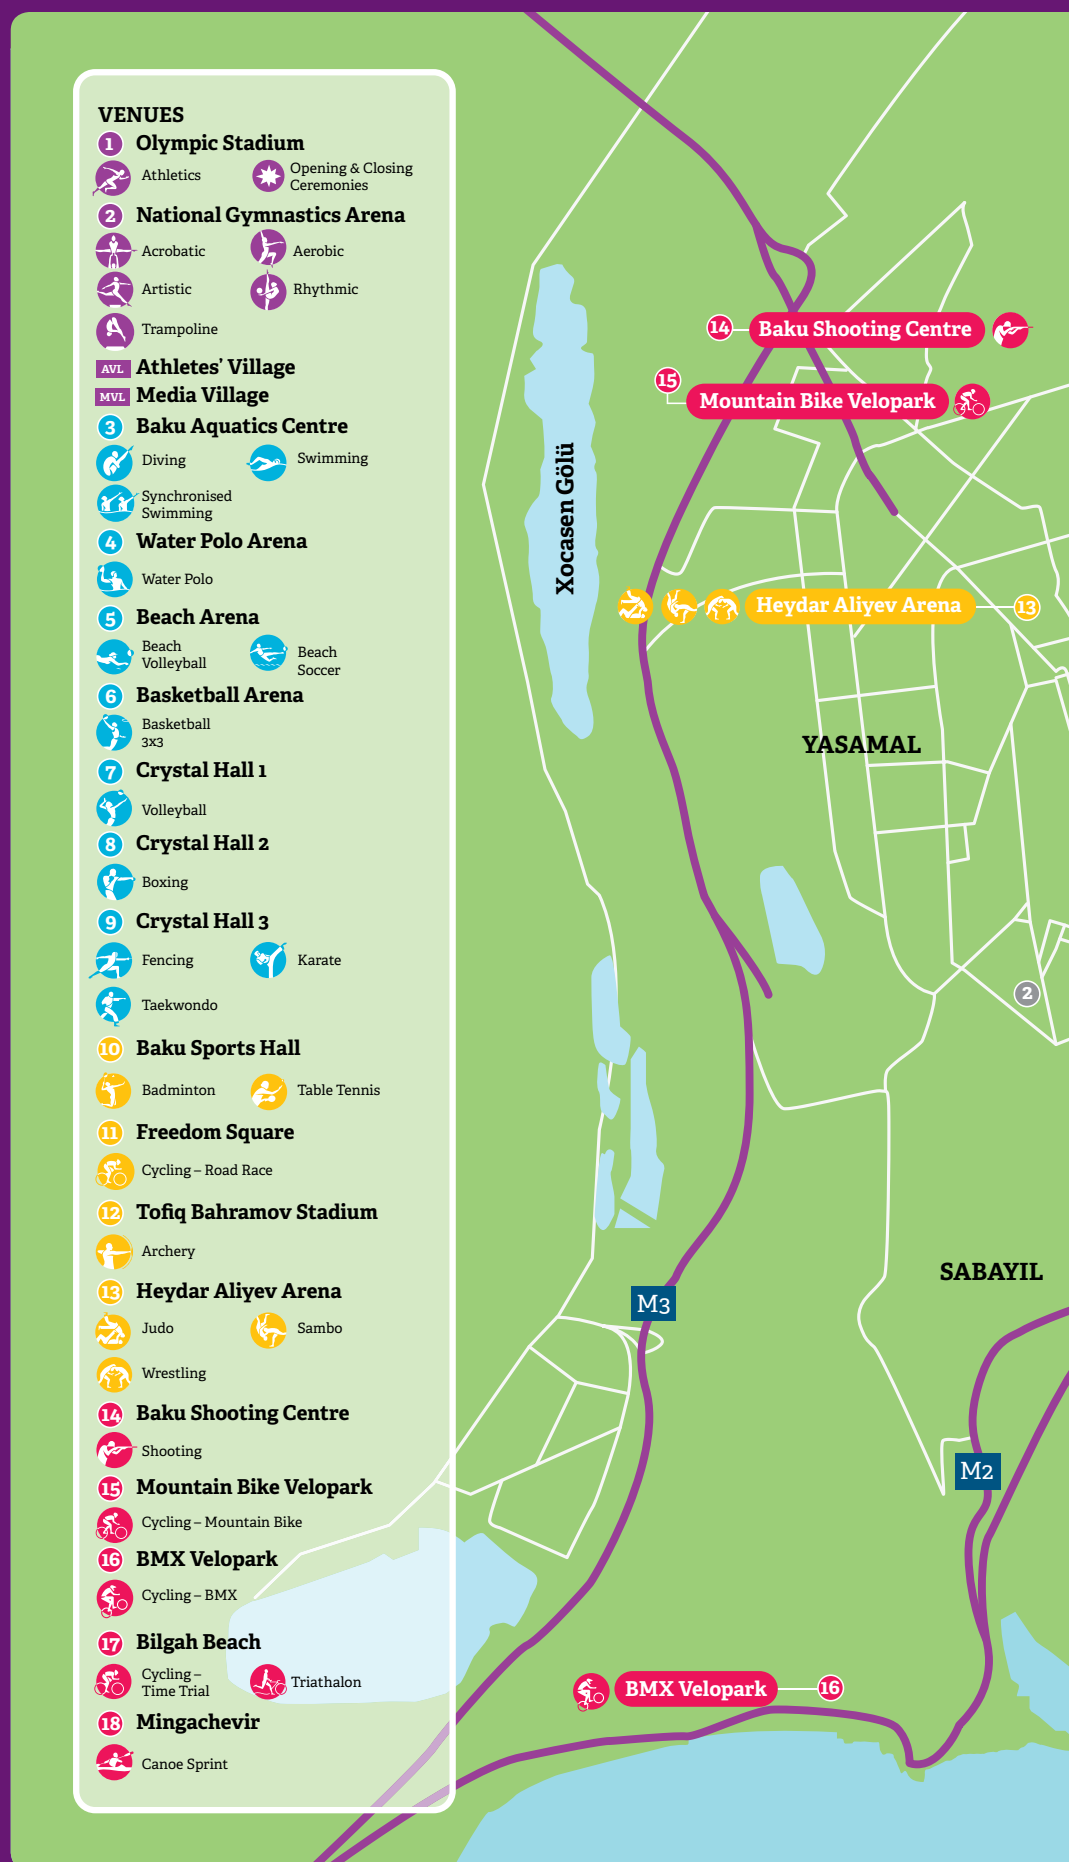 VENUES
1 Olympic Stadium
Athletics
Opening & Closing
Ceremonies
2 National Gymnastics Arena
Acrobatic
Aerobic
Artistic
Rhythmic
Trampoline
AVL Athletes’ Village
MVL Media Village
3 Baku Aquatics Centre
Diving
Swimming
Synchronised
Swimming
4 Water Polo Arena
Water Polo
5 Beach Arena
Beach
Volleyball
Beach
Soccer
6 Basketball Arena
Basketball
3x3
7 Crystal Hall 1
Volleyball
8 Crystal Hall 2
Boxing
9 Crystal Hall 3
Fencing
Karate
Taekwondo
10 Baku Sports Hall
Badminton
Table Tennis
11 Freedom Square
Cycling – Road Race
12 Tofiq Bahramov Stadium
Archery
13 Heydar Aliyev Arena
Judo
Sambo
Wrestling
14 Baku Shooting Centre
Shooting
15 Mountain Bike Velopark
Cycling – Mountain Bike
16 BMX Velopark
Cycling – BMX
17 Bilgah Beach
Cycling –
Time Trial
Triathalon
18 Mingachevir
Canoe Sprint
14 Baku Shooting Centre
15
Mountain Bike Velopark
Xocasen Gölü
Heydar Aliyev Arena 13
YASAMAL
2
SABAYIL
M3
M2
BMX Velopark 16